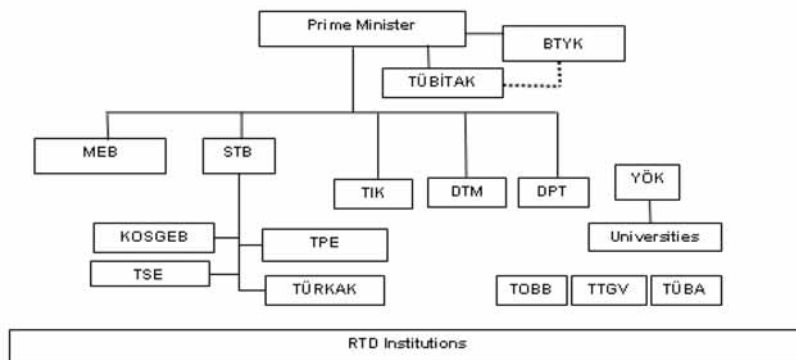 Prime Minister
BTYK
TÜBİTAK
MEB
STB
TIK
DTM
DPT
YÖK
Universities
KOSGEB
TPE
TSE
TÜRKAK
TOBB
TTGV
TÜBA
RTD Institutions